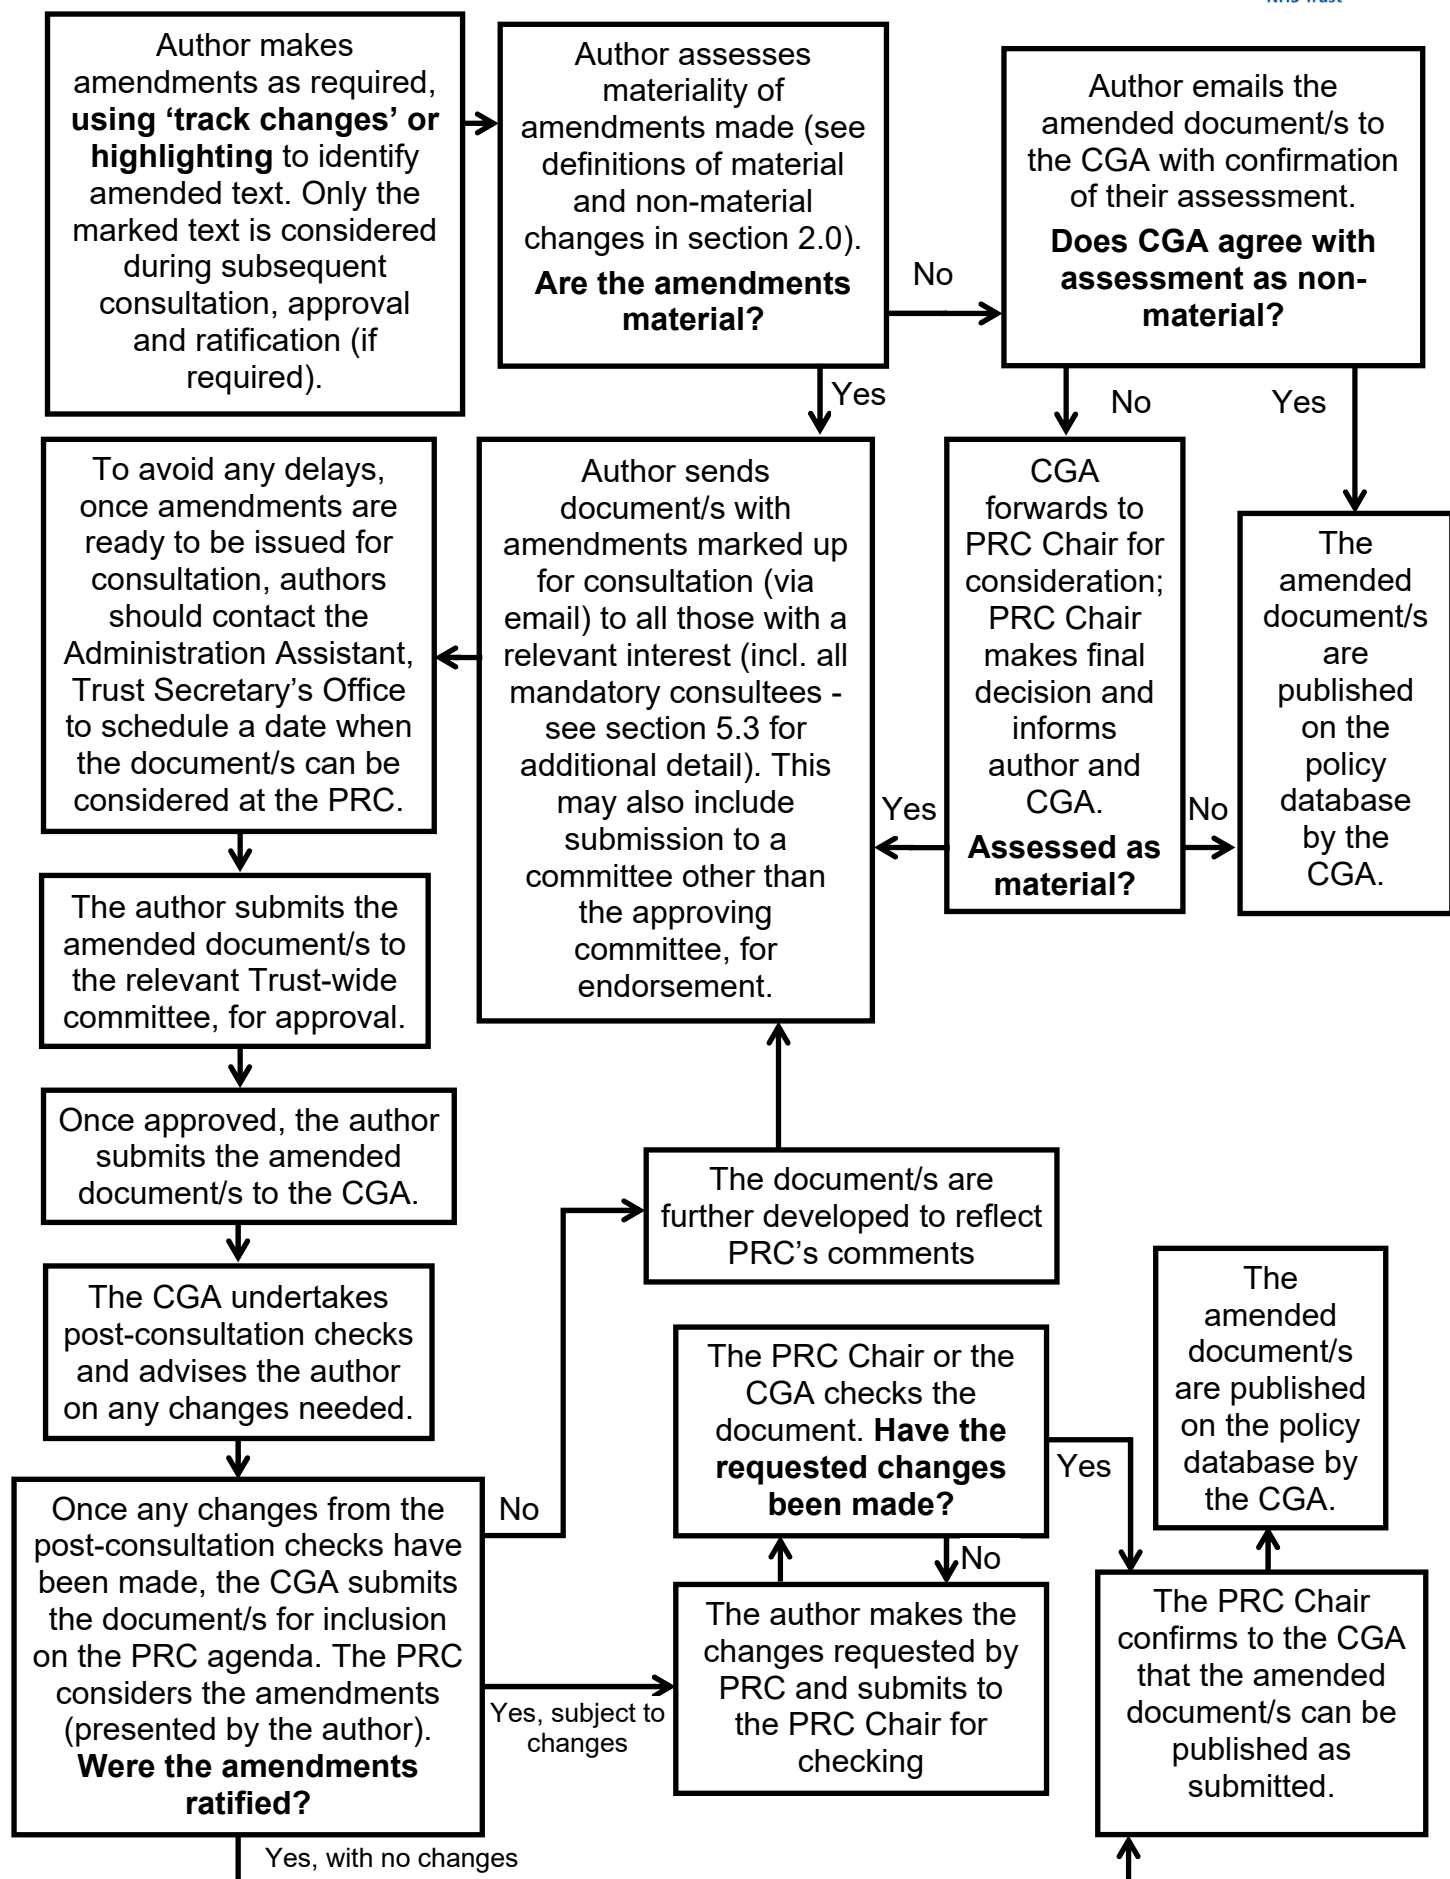 NHS Trust
Author makes
amendments as required,
using ‘track changes’ or
highlighting to identify
amended text. Only the
marked text is considered
during subsequent
consultation, approval
and ratification (if
required).
Author assesses
materiality of
amendments made (see
definitions of material
and non-material
changes in section 2.0).
Are the amendments
material?
No
Yes
Author emails the
amended document/s to
the CGA with confirmation
of their assessment.
Does CGA agree with
assessment as non-
material?
No
Yes
To avoid any delays,
once amendments are
ready to be issued for
consultation, authors
should contact the
Administration Assistant,
Trust Secretary’s Office
to schedule a date when
the document/s can be
considered at the PRC.
Author sends
document/s with
amendments marked up
for consultation (via
email) to all those with a
relevant interest (incl. all
mandatory consultees -
see section 5.3 for
additional detail). This
may also include
submission to a
committee other than
the approving
committee, for
endorsement.
Yes
CGA
forwards to
PRC Chair for
consideration;
PRC Chair
makes final
decision and
informs
author and
CGA.
Assessed as
material?
No
The
amended
document/s
are
published
on the
policy
database
by the
CGA.
The author submits the
amended document/s to
the relevant Trust-wide
committee, for approval.
Once approved, the author
submits the amended
document/s to the CGA.
The CGA undertakes
post-consultation checks
and advises the author
on any changes needed.
Once any changes from the
post-consultation checks have
been made, the CGA submits
the document/s for inclusion
on the PRC agenda. The PRC
considers the amendments
(presented by the author).
Were the amendments
ratified?
No
Yes, subject to
changes
Yes, with no changes
The document/s are
further developed to reflect
PRC’s comments
The PRC Chair or the
CGA checks the
document. Have the
requested changes
been made?
Yes
No
The author makes the
changes requested by
PRC and submits to
the PRC Chair for
checking
The
amended
document/s
are published
on the policy
database by
the CGA.
The PRC Chair
confirms to the CGA
that the amended
document/s can be
published as
submitted.